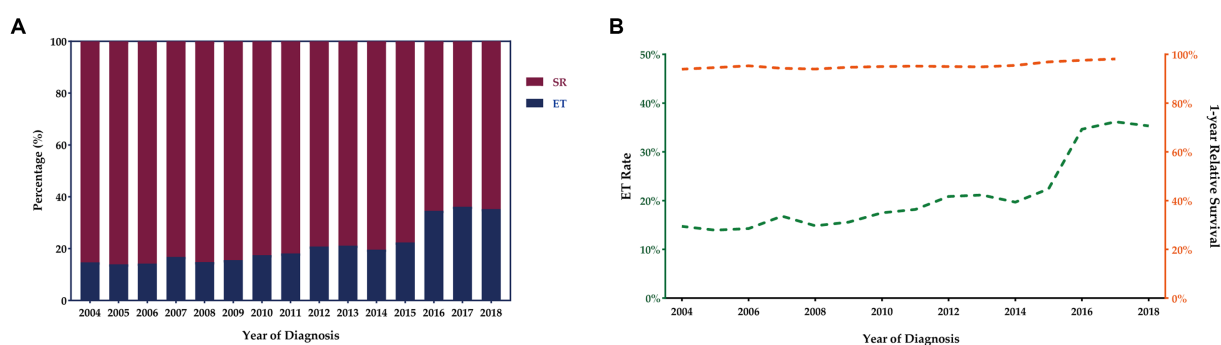 A
Percentage (%)
100
80
60
40
20
0
2004 2005 2006 2007 2008 2009 2010 2011 2012 2013 2014 2015 2016 2017 2018
Year of Diagnosis
SR
ET
B
ET Rate
50%
40%
30%
20%
10%
0%
2004 2006 2008 2010 2012 2014 2016 2018
Year of Diagnosis
100%
80%
60%
40%
20%
0%
1-year Relative Survival